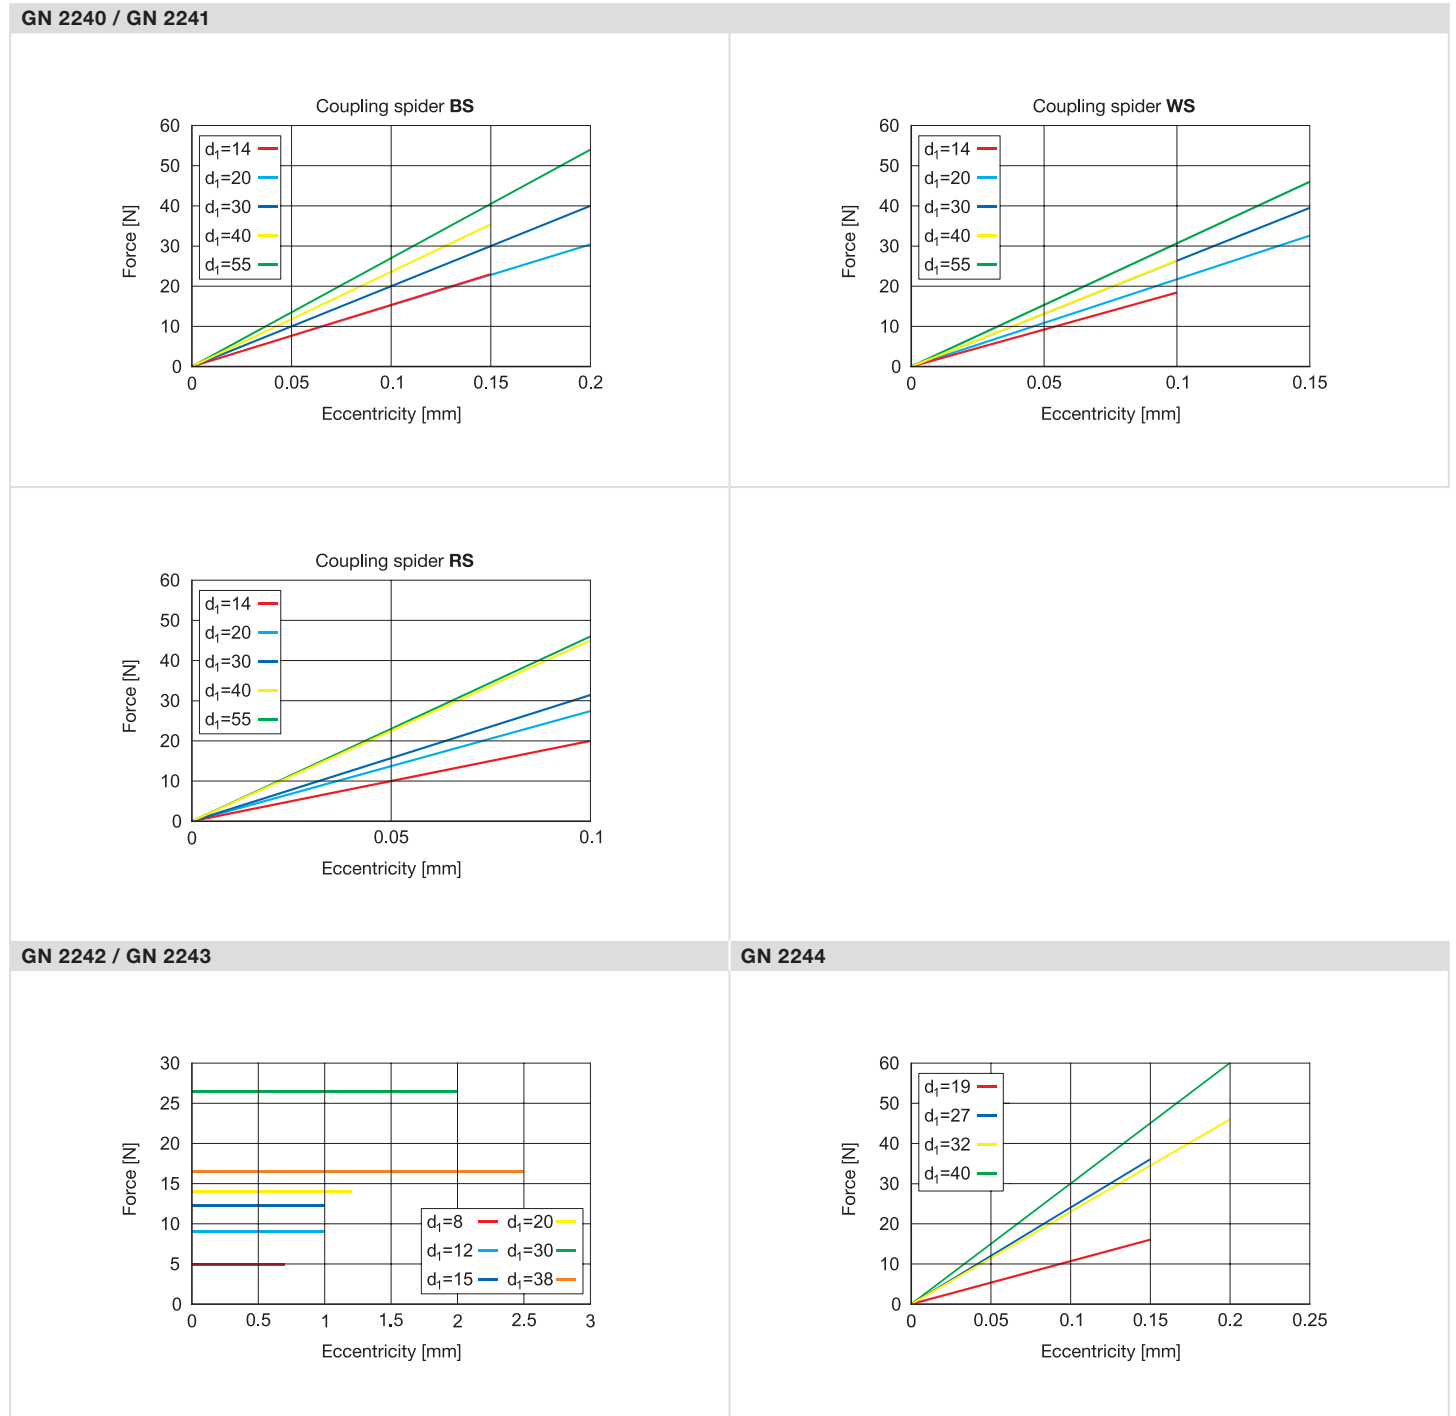 GN 2240 / GN 2241
Coupling spider BS
60
50
40
30
20
10
0
Force [N]
d1=14
d1=20
d1=30
d1=40
d1=55
0 0.05 0.1 0.15 0.2
Eccentricity [mm]
Coupling spider WS
60
50
40
30
20
10
0
Force [N]
d1=14
d1=20
d1=30
d1=40
d1=55
0 0.05 0.1 0.15
Eccentricity [mm]
Coupling spider RS
60
50
40
30
20
10
0
Force [N]
d1=14
d1=20
d1=30
d1=40
d1=55
0 0.05 0.1
Eccentricity [mm]
GN 2242 / GN 2243
30
25
20
15
10
5
0
Force [N]
d1=8 d1=20
d1=12 d1=30
d1=15 d1=38
0 0.5 1 1.5 2 2.5 3
Eccentricity [mm]
GN 2244
60
50
40
30
20
10
0
Force [N]
d1=19
d1=27
d1=32
d1=40
0 0.05 0.1 0.15 0.2 0.25
Eccentricity [mm]